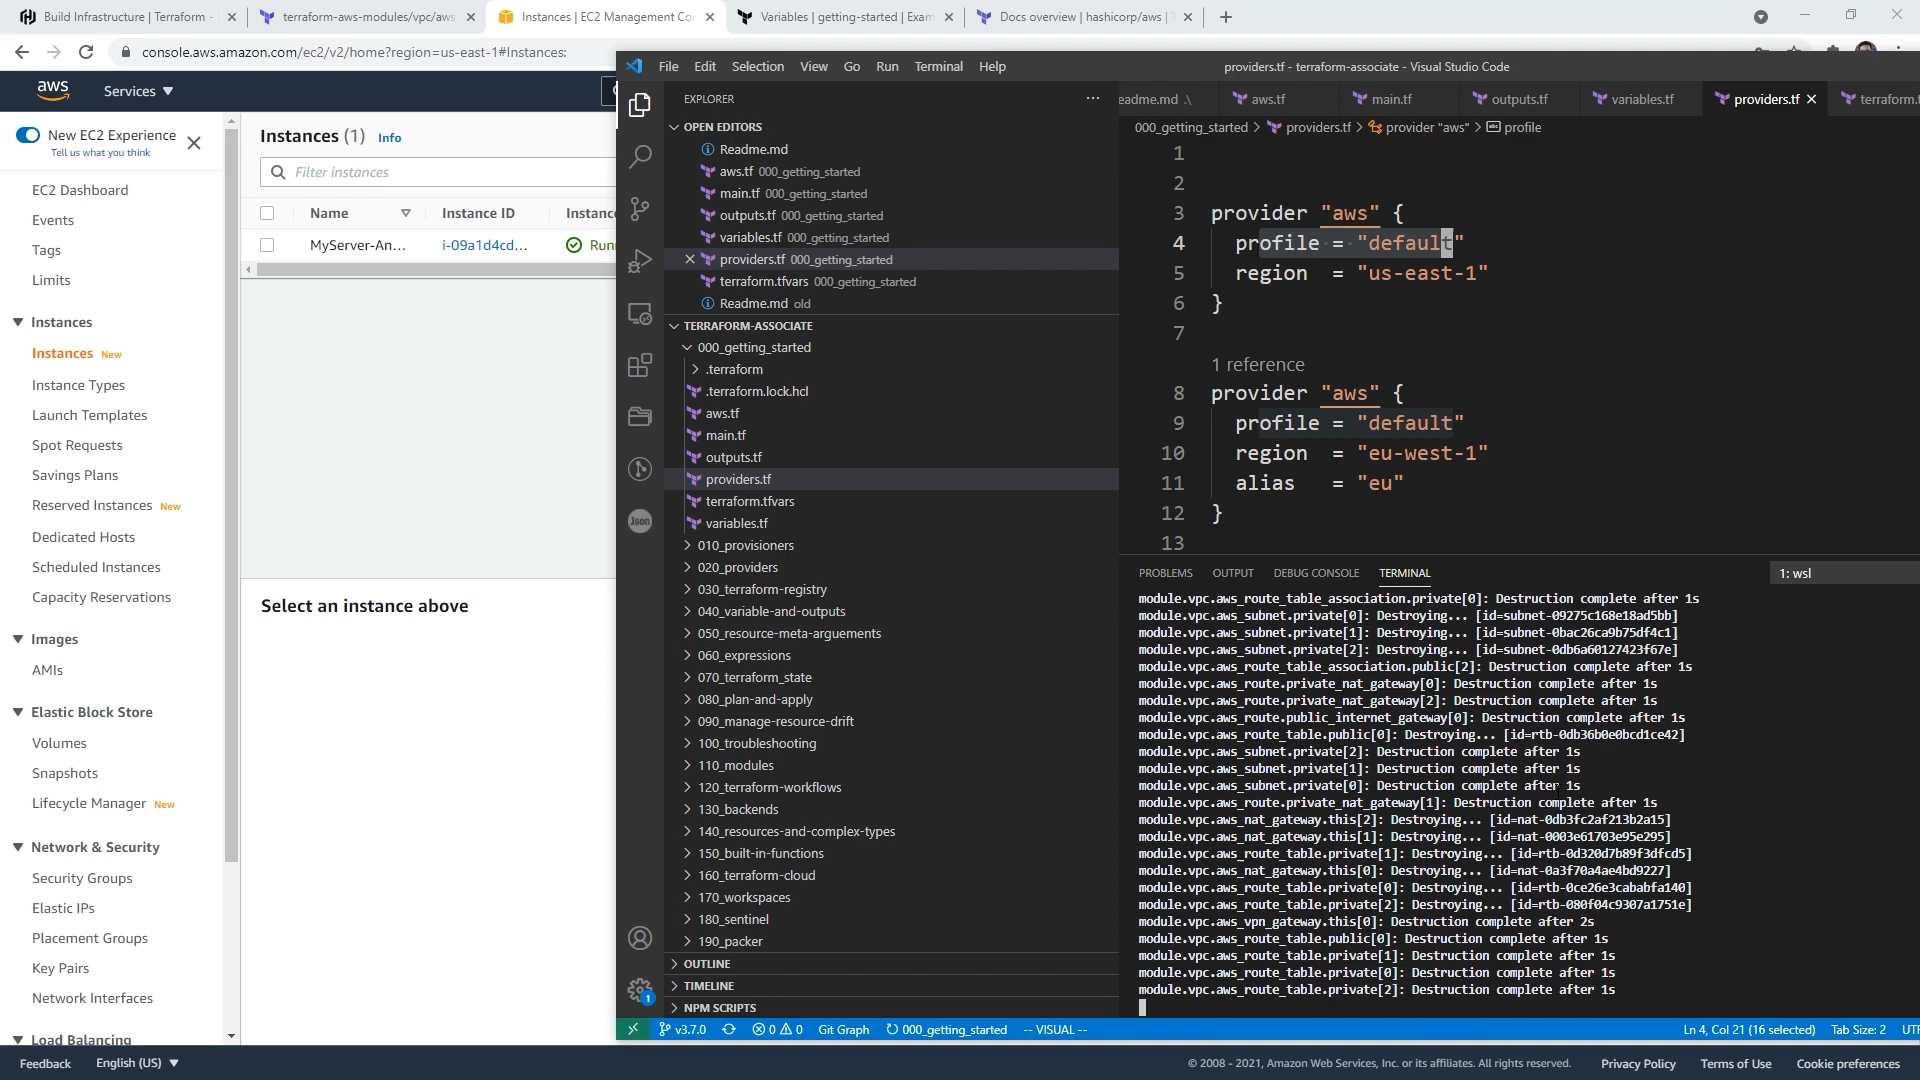 Build Infrastructure | Terraform -
terraform-aws-modules/vpc/aws
Instances | EC2 Management Con
Variables | getting-started | Exam
Docs overview | hashicorp/aws | T
console.aws.amazon.com/ec2/v2/home?region=us-east-1#Instances:
aws
Services
New EC2 Experience
Tell us what you think
EC2 Dashboard
Events
Tags
Limits
Instances
Instances New
Instance Types
Launch Templates
Spot Requests
Savings Plans
Reserved Instances New
Dedicated Hosts
Scheduled Instances
Capacity Reservations
Images
AMIs
Elastic Block Store
Volumes
Snapshots
Lifecycle Manager New
Network & Security
Security Groups
Elastic IPs
Placement Groups
Key Pairs
Network Interfaces
Load Balancing
Instances (1) Info
Filter instances
Name Instance ID Instanc
MyServer-An... i-09a1d4cd... Runn
Select an instance above
File Edit Selection View Go Run Terminal Help
providers.tf - terraform-associate - Visual Studio Code
EXPLORER
OPEN EDITORS
Readme.md
aws.tf 000_getting_started
main.tf 000_getting_started
outputs.tf 000_getting_started
variables.tf 000_getting_started
providers.tf 000_getting_started
terraform.tfvars 000_getting_started
Readme.md old
TERRAFORM-ASSOCIATE
000_getting_started
.terraform
.terraform.lock.hcl
aws.tf
main.tf
outputs.tf
providers.tf
terraform.tfvars
variables.tf
010_provisioners
020_providers
030_terraform-registry
040_variable-and-outputs
050_resource-meta-arguements
060_expressions
070_terraform_state
080_plan-and-apply
090_manage-resource-drift
100_troubleshooting
110_modules
120_terraform-workflows
130_backends
140_resources-and-complex-types
150_built-in-functions
160_terraform-cloud
170_workspaces
180_sentinel
190_packer
OUTLINE
TIMELINE
NPM SCRIPTS
Json
1
eadme.md .\ aws.tf main.tf outputs.tf variables.tf providers.tf terraform.
000_getting_started > providers.tf > provider "aws" > profile
1
2
3 provider "aws" {
4 profile = "default"
5 region = "us-east-1"
6 }
7
1 reference
8 provider "aws" {
9 profile = "default"
10 region = "eu-west-1"
11 alias = "eu"
12 }
13
PROBLEMS OUTPUT DEBUG CONSOLE TERMINAL 1: wsl
module.vpc.aws_route_table_association.private[0]: Destruction complete after 1s
module.vpc.aws_subnet.private[0]: Destroying... [id=subnet-09275c168e18ad5bb]
module.vpc.aws_subnet.private[1]: Destroying... [id=subnet-0bac26ca9b75df4c1]
module.vpc.aws_subnet.private[2]: Destroying... [id=subnet-0db6a60127423f67e]
module.vpc.aws_route_table_association.public[2]: Destruction complete after 1s
module.vpc.aws_route.private_nat_gateway[0]: Destruction complete after 1s
module.vpc.aws_route.private_nat_gateway[2]: Destruction complete after 1s
module.vpc.aws_route.public_internet_gateway[0]: Destruction complete after 1s
module.vpc.aws_route_table.public[0]: Destroying... [id=rtb-0db36b0e0bcd1ce42]
module.vpc.aws_subnet.private[2]: Destruction complete after 1s
module.vpc.aws_subnet.private[1]: Destruction complete after 1s
module.vpc.aws_subnet.private[0]: Destruction complete after 1s
module.vpc.aws_route.private_nat_gateway[1]: Destruction complete after 1s
module.vpc.aws_nat_gateway.this[2]: Destroying... [id=nat-0db3fc2af213b2a15]
module.vpc.aws_nat_gateway.this[1]: Destroying... [id=nat-0003e61703e95e295]
module.vpc.aws_route_table.private[1]: Destroying... [id=rtb-0d320d7b89f3dfcd5]
module.vpc.aws_nat_gateway.this[0]: Destroying... [id=nat-0a3f70a4ae4bd9227]
module.vpc.aws_route_table.private[0]: Destroying... [id=rtb-0ce26e3cababfa140]
module.vpc.aws_route_table.private[2]: Destroying... [id=rtb-080f04c9307a1751e]
module.vpc.aws_vpn_gateway.this[0]: Destruction complete after 2s
module.vpc.aws_route_table.public[0]: Destruction complete after 1s
module.vpc.aws_route_table.private[1]: Destruction complete after 1s
module.vpc.aws_route_table.private[0]: Destruction complete after 1s
module.vpc.aws_route_table.private[2]: Destruction complete after 1s
v3.7.0 0 0 Git Graph 000_getting_started -- VISUAL -- Ln 4, Col 21 (16 selected) Tab Size: 2 UTF
Feedback English (US) © 2008 - 2021, Amazon Web Services, Inc. or its affiliates. All rights reserved. Privacy Policy Terms of Use Cookie preferences